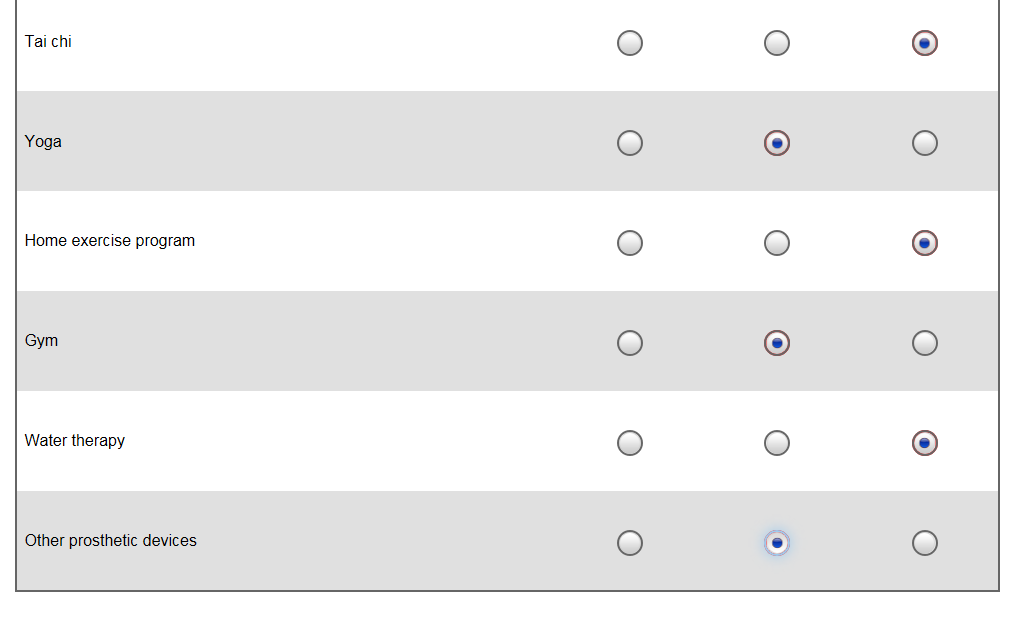 Tai chi
Yoga
Home exercise program
Gym
Water therapy
Other prosthetic devices